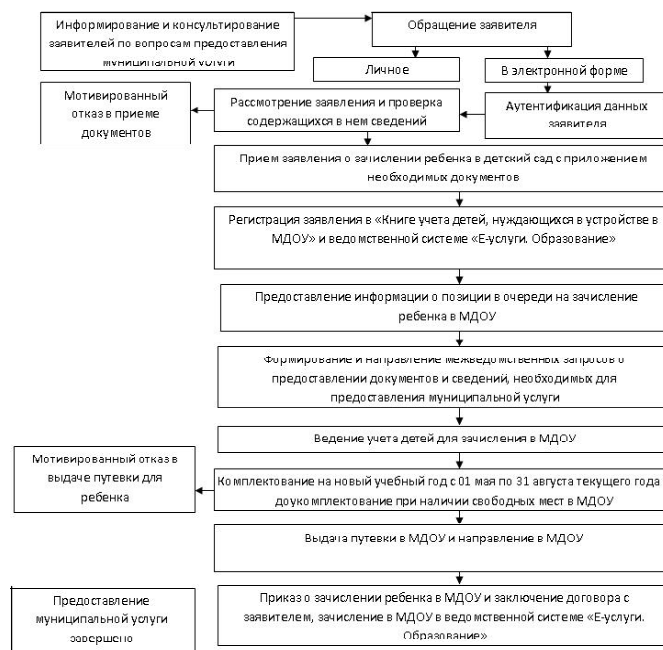 Информирование и консультирование
заявителей по вопросам предоставления
муниципальной услуги
Обращение заявителя
Личное
В электронной форме
Мотивированный
отказ в приеме
документов
Рассмотрение заявления и проверка
содержащихся в нем сведений
Аутентификация данных
заявителя
Прием заявления о зачислении ребенка в детский сад с приложением
необходимых документов
Регистрация заявления в «Книге учета детей, нуждающихся в устройстве в
МДОУ» и ведомственной системе «Е-услуги. Образование»
Предоставление информации о позиции в очереди на зачисление
ребенка в МДОУ
Формирование и направление межведомственных запросов о
предоставлении документов и сведений, необходимых для
предоставления муниципальной услуги
Ведение учета детей для зачисления в МДОУ
Мотивированный отказ в
выдаче путевки для
ребенка
Комплектование на новый учебный год с 01 мая по 31 августа текущего года
доукомплектование при наличии свободных мест в МДОУ
Выдача путевки в МДОУ и направление в МДОУ
Предоставление
муниципальной услуги
завершено
Приказ о зачислении ребенка в МДОУ и заключение договора с
заявителем, зачисление в МДОУ в ведомственной системе «Е-услуги.
Образование»